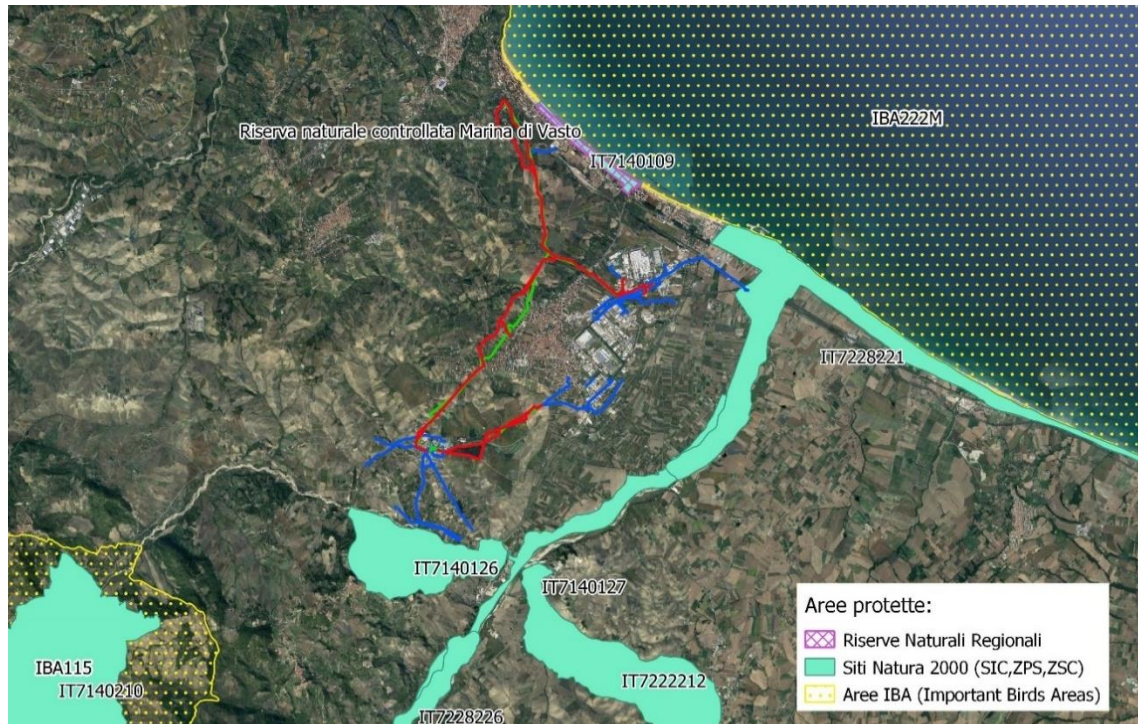 IBA222M
Riserva naturale controllata Marina di Vasto
IT7140109
IT7228221
IT7140126
IT7140127
IBA115
IT7140210
IT7222212
IT7228226
Aree protette:
Riserve Naturali Regionali
Siti Natura 2000 (SIC,ZPS,ZSC)
Aree IBA (Important Birds Areas)